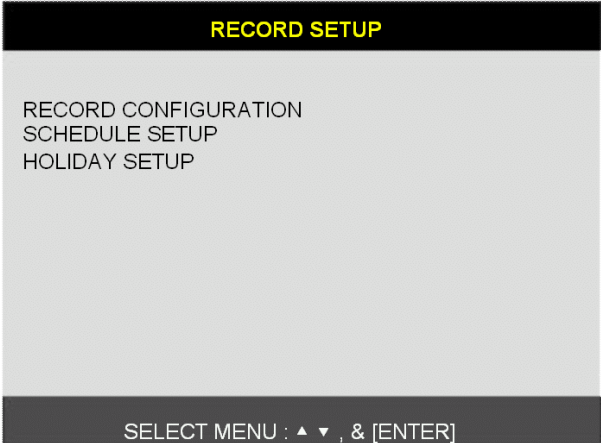 RECORD SETUP
RECORD CONFIGURATION
SCHEDULE SETUP
HOLIDAY SETUP
SELECT MENU : ▲ ▼ , & [ENTER]